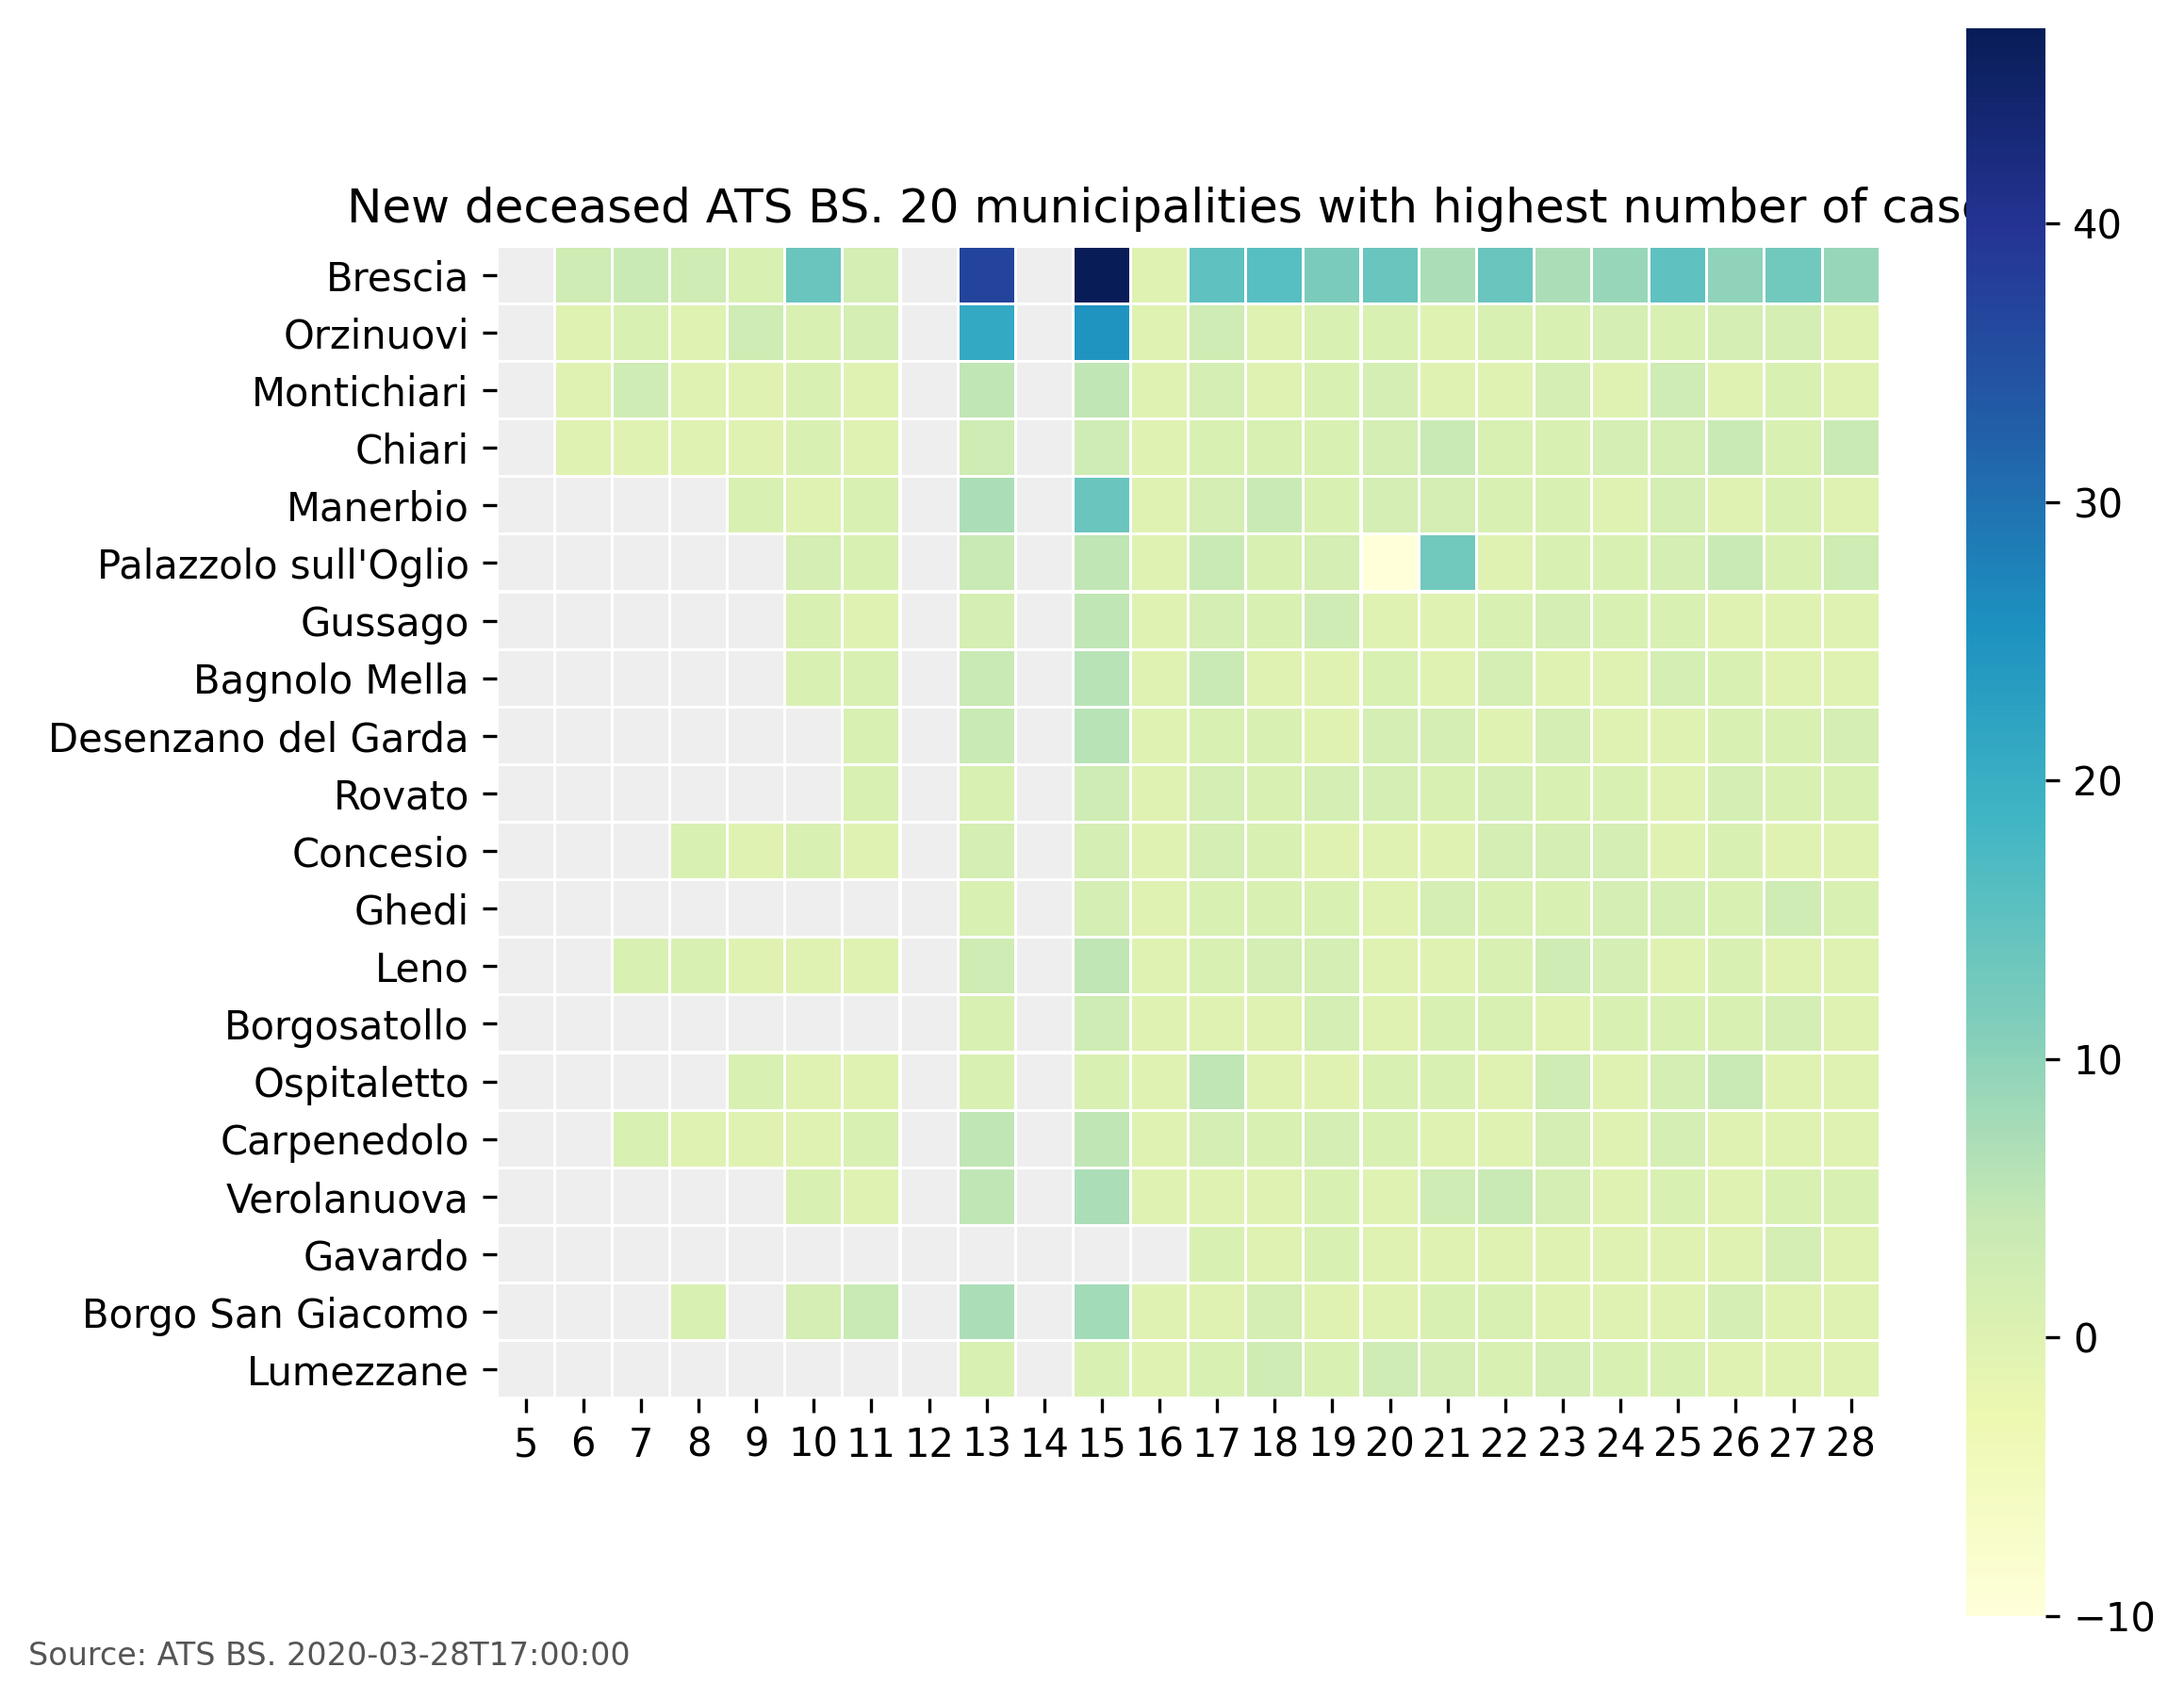 New deceased ATS BS. 20 municipalities with highest number of
Brescia
Orzinuovi
Montichiari
Chiari
Manerbio
Palazzolo sull'Oglio
Gussago
Bagnolo Mella
Desenzano del Garda
Rovato
Concesio
Ghedi
Leno
Borgosatollo
Ospitaletto
Carpenedolo
Verolanuova
Gavardo
Borgo San Giacomo
Lumezzane
5 6 7 8 9 10 11 12 13 14 15 16 17 18 19 20 21 22 23 24 25 26 27 28
40
30
20
10
0
−10
Source: ATS BS. 2020-03-28T17:00:00